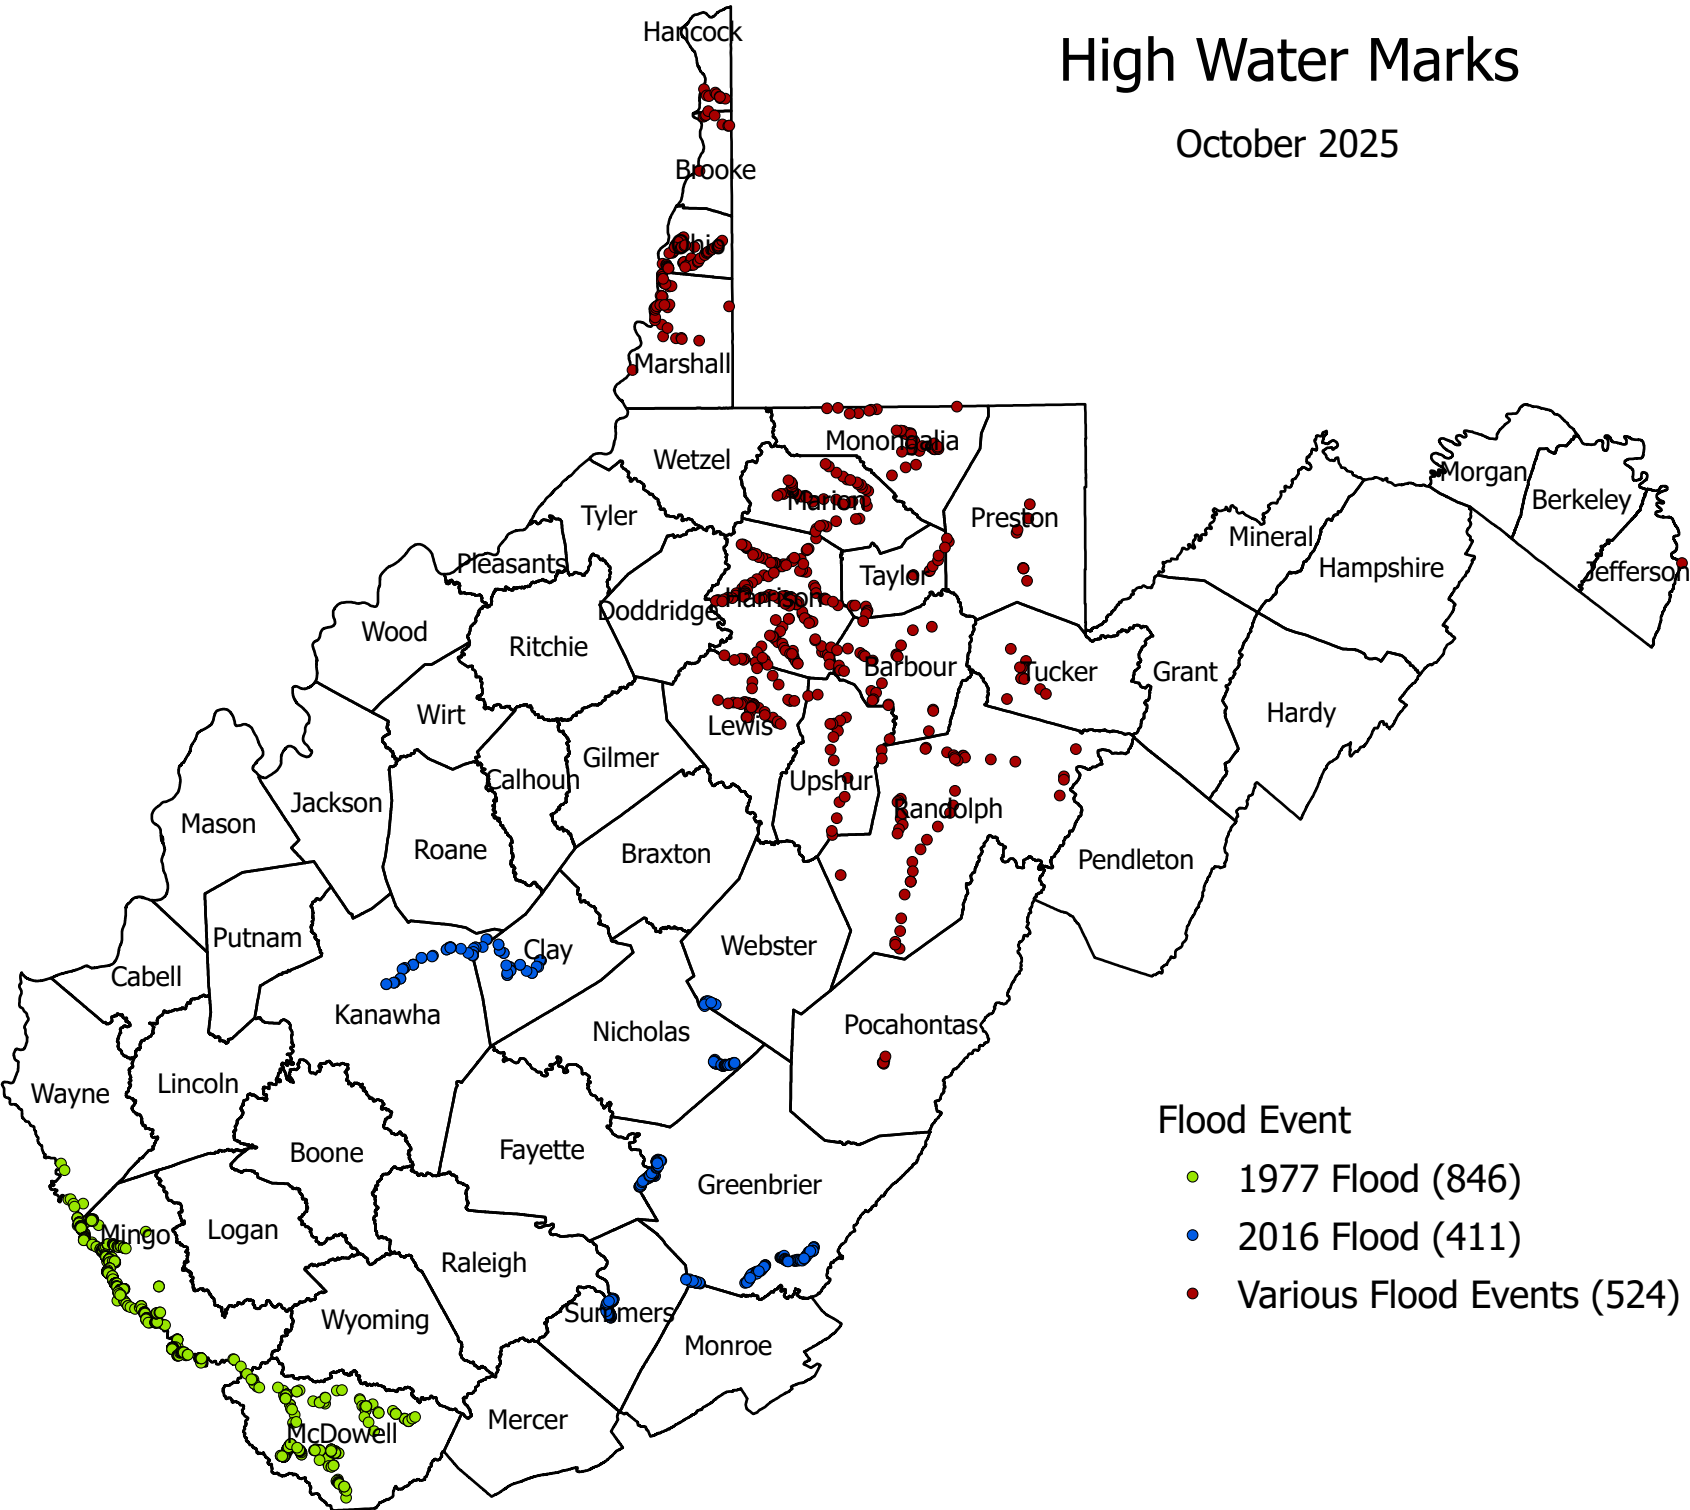 High Water Marks
October 2025
Hancock
Brooke
Ohio
Marshall
Wetzel
Monongalia
Marion
Preston
Tyler
Pleasants
Taylor
Doddridge
Harrison
Wood
Ritchie
Barbour
Tucker
Grant
Mineral
Hampshire
Morgan
Berkeley
Jefferson
Hardy
Wirt
Lewis
Gilmer
Calhoun
Upshur
Randolph
Jackson
Mason
Roane
Braxton
Pendleton
Putnam
Clay
Webster
Cabell
Kanawha
Nicholas
Pocahontas
Wayne
Lincoln
Boone
Fayette
Greenbrier
Mingo
Logan
Raleigh
Wyoming
Summers
Monroe
McDowell
Mercer
Flood Event
1977 Flood (846)
2016 Flood (411)
Various Flood Events (524)